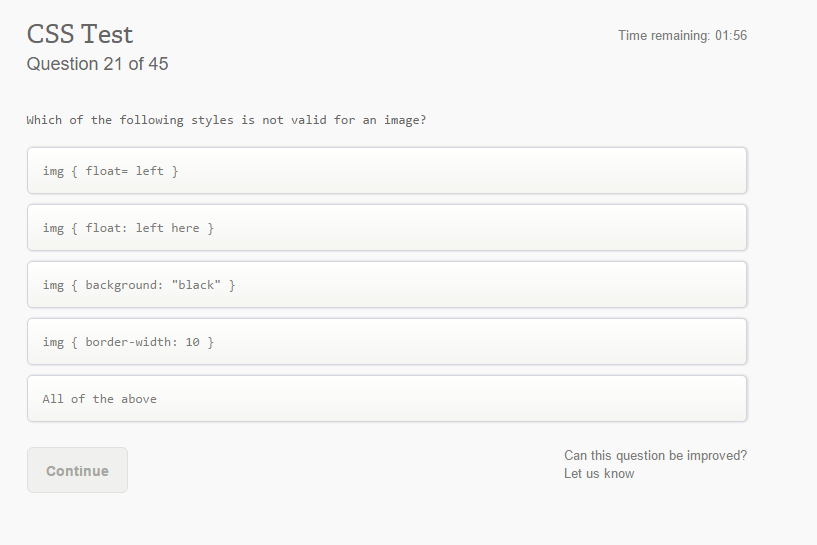 CSS Test
Time remaining: 01:56
Question 21 of 45
Which of the following styles is not valid for an image?
img { float= left }
img { float: left here }
img { background: "black" }
img { border-width: 10 }
All of the above
Continue
Can this question be improved?
Let us know